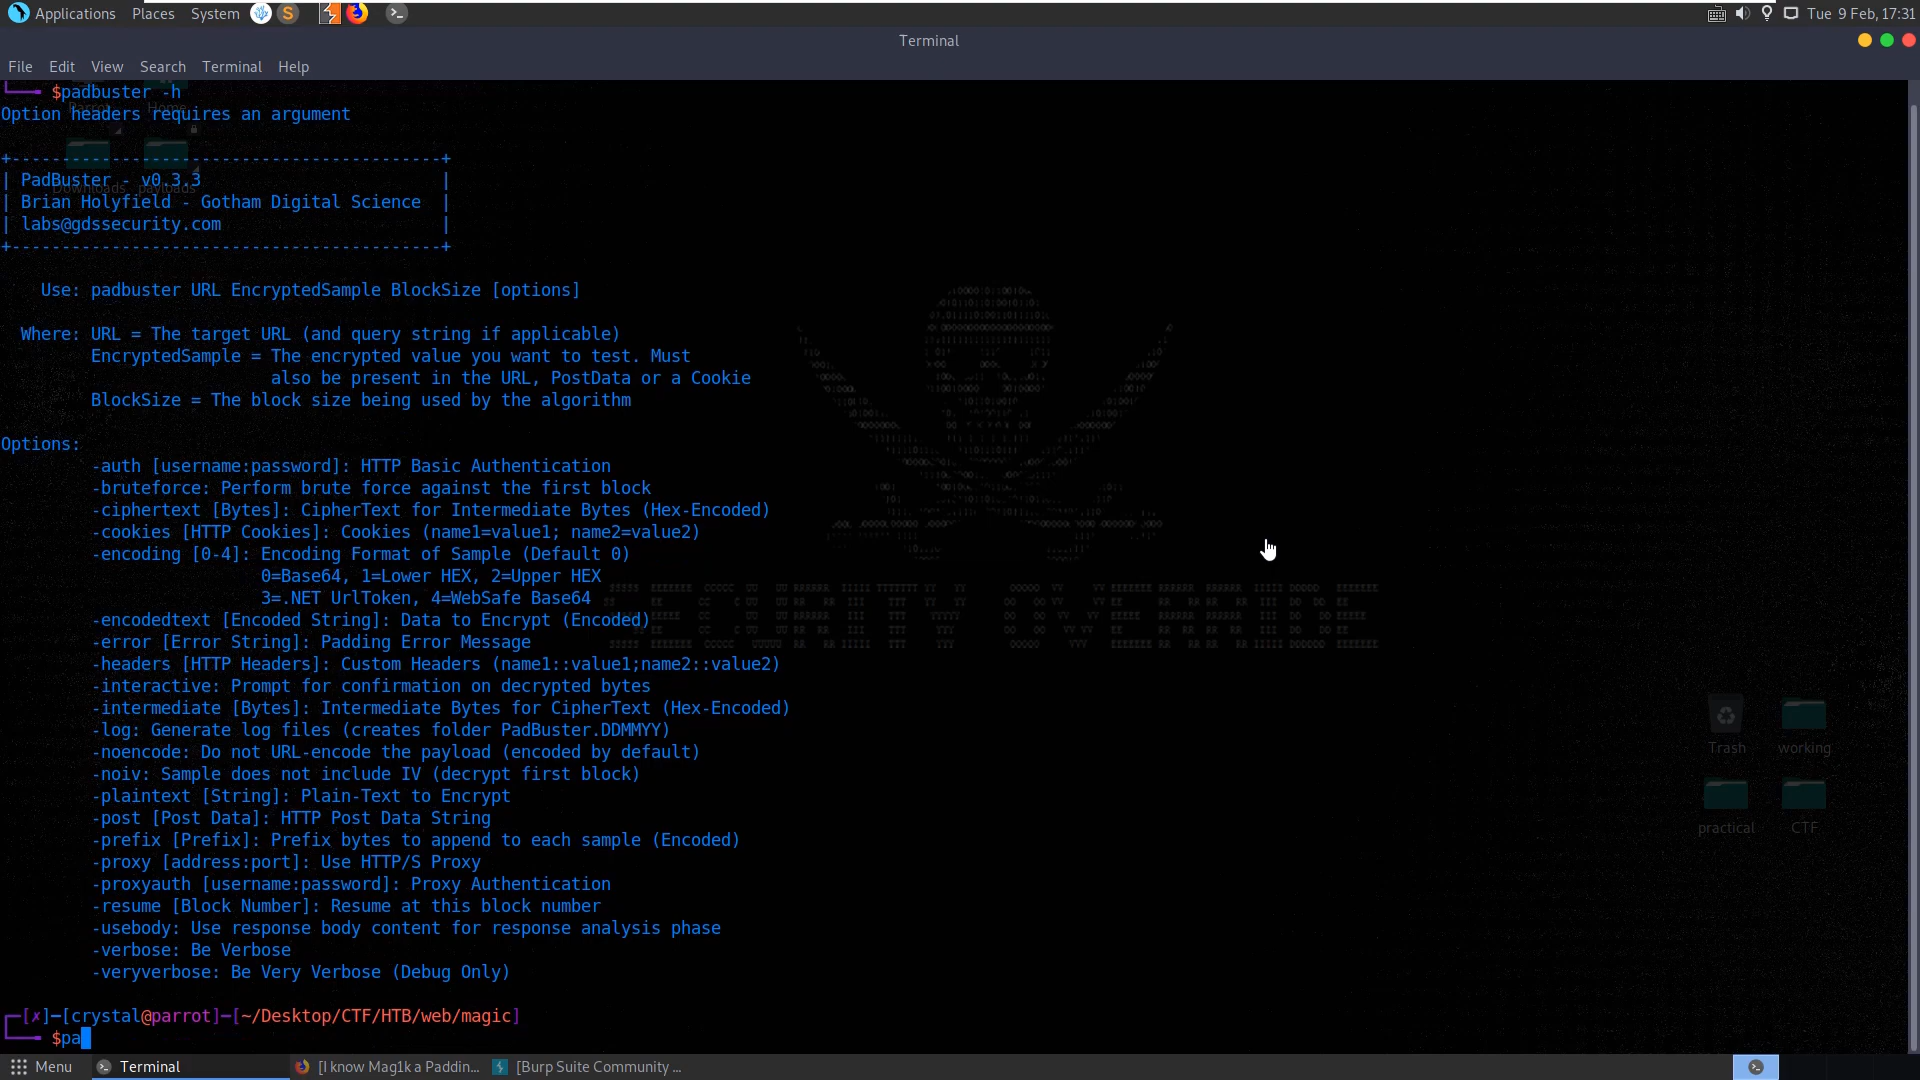 Applications Places System Tue 9 Feb, 17:31
Terminal
File Edit View Search Terminal Help
$padbuster -h
Parrot Home
Option headers requires an argument
+-------------------------------------------+
| PadBuster - v0.3.3 |
Downloads payloads
| Brian Holyfield - Gotham Digital Science |
| labs@gdssecurity.com |
+-------------------------------------------+
Use: padbuster URL EncryptedSample BlockSize [options]
Where: URL = The target URL (and query string if applicable)
EncryptedSample = The encrypted value you want to test. Must
also be present in the URL, PostData or a Cookie
BlockSize = The block size being used by the algorithm
Options:
-auth [username:password]: HTTP Basic Authentication
-bruteforce: Perform brute force against the first block
-ciphertext [Bytes]: CipherText for Intermediate Bytes (Hex-Encoded)
-cookies [HTTP Cookies]: Cookies (name1=value1; name2=value2)
-encoding [0-4]: Encoding Format of Sample (Default 0)
0=Base64, 1=Lower HEX, 2=Upper HEX
3=.NET UrlToken, 4=WebSafe Base64
-encodedtext [Encoded String]: Data to Encrypt (Encoded)
-error [Error String]: Padding Error Message
-headers [HTTP Headers]: Custom Headers (name1::value1;name2::value2)
-interactive: Prompt for confirmation on decrypted bytes
-intermediate [Bytes]: Intermediate Bytes for CipherText (Hex-Encoded)
-log: Generate log files (creates folder PadBuster.DDMMYY)
-noencode: Do not URL-encode the payload (encoded by default)
-noiv: Sample does not include IV (decrypt first block)
-plaintext [String]: Plain-Text to Encrypt
-post [Post Data]: HTTP Post Data String
-prefix [Prefix]: Prefix bytes to append to each sample (Encoded)
-proxy [address:port]: Use HTTP/S Proxy
-proxyauth [username:password]: Proxy Authentication
-resume [Block Number]: Resume at this block number
-usebody: Use response body content for response analysis phase
-verbose: Be Verbose
-veryverbose: Be Very Verbose (Debug Only)
SECURITY OVERRIDE
Trash working
practical CTF
┌─[✗]─[crystal@parrot]─[~/Desktop/CTF/HTB/web/magic]
└──╼ $pa
Menu Terminal [I know Mag1k a Paddin... [Burp Suite Community ...